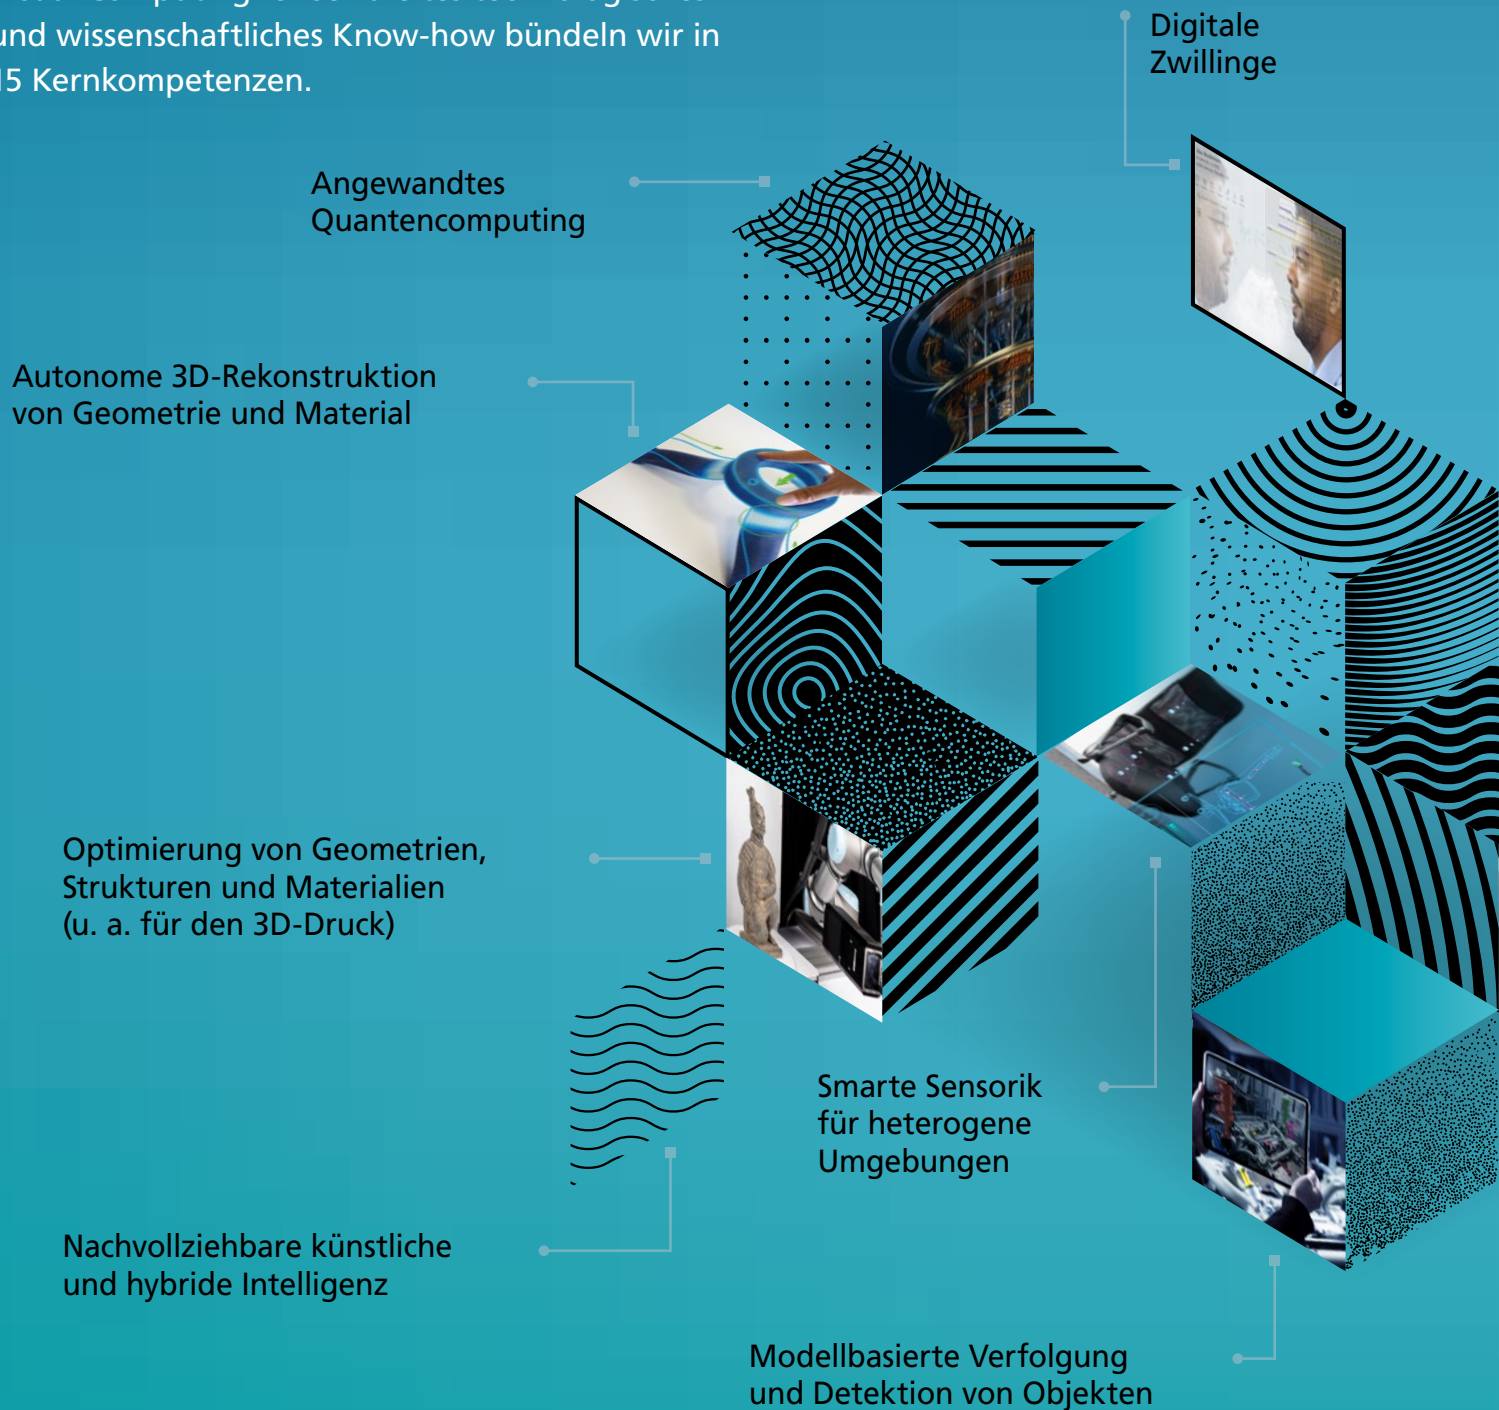 und wissenschaftliches Know-how bündeln wir in
15 Kernkompetenzen.
Digitale
Zwillinge
Angewandtes
Quantencomputing
Autonome 3D-Rekonstruktion
von Geometrie und Material
Optimierung von Geometrien,
Strukturen und Materialien
(u. a. für den 3D-Druck)
Smarte Sensorik
für heterogene
Umgebungen
Nachvollziehbare künstliche
und hybride Intelligenz
Modellbasierte Verfolgung
und Detektion von Objekten